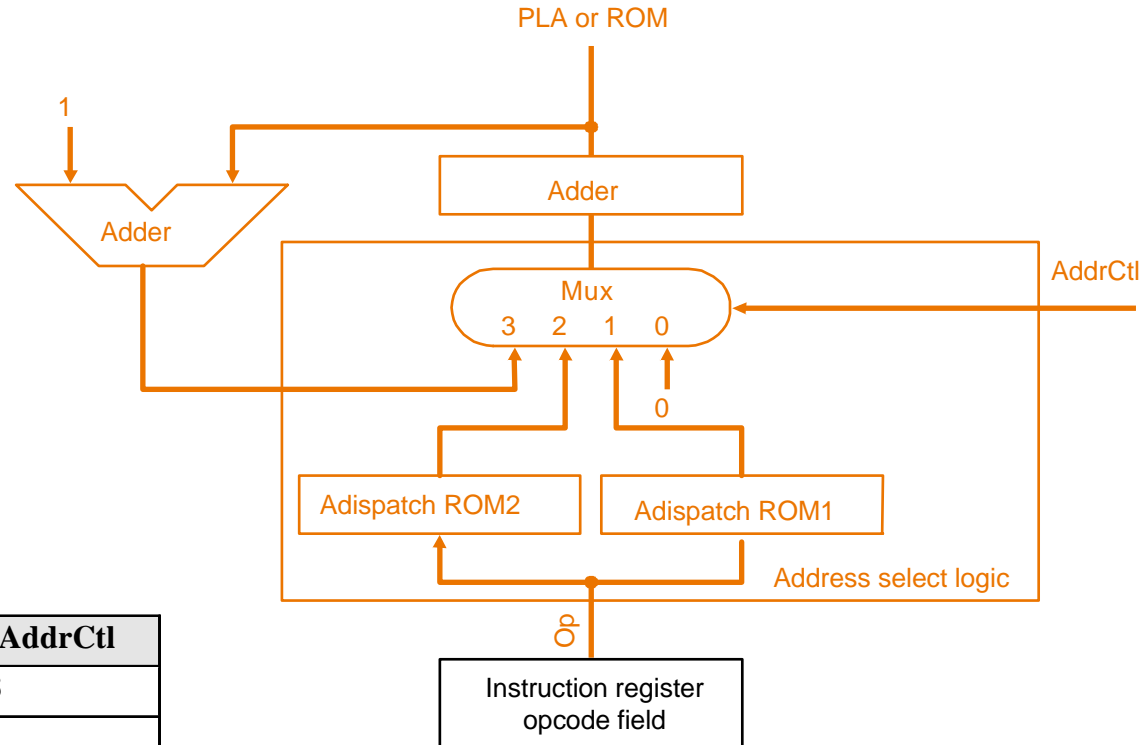 PLA or ROM
1
Adder
Adder
AddrCtl
Mux
3 2 1 0
0
Adispatch ROM2
Adispatch ROM1
Address select logic
Op
Instruction register
opcode field
AddrCtl